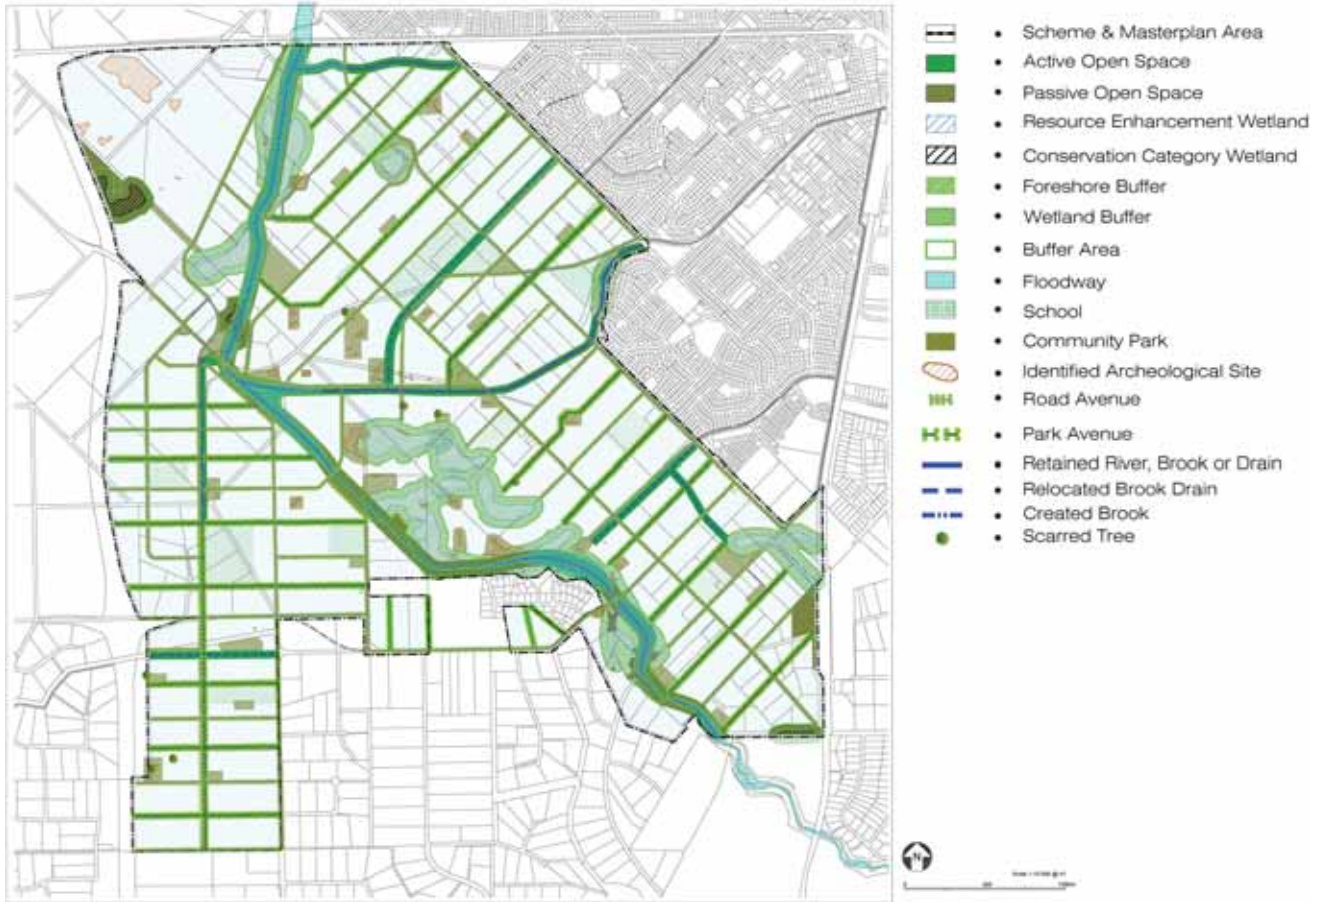 Scheme & Masterplan Area
Active Open Space
Passive Open Space
Resource Enhancement Wetland
Conservation Category Wetland
Foreshore Buffer
Wetland Buffer
Buffer Area
Floodway
School
Community Park
Identified Archeological Site
Road Avenue
Park Avenue
Retained River, Brook or Drain
Relocated Brook Drain
Created Brook
Scarred Tree
N